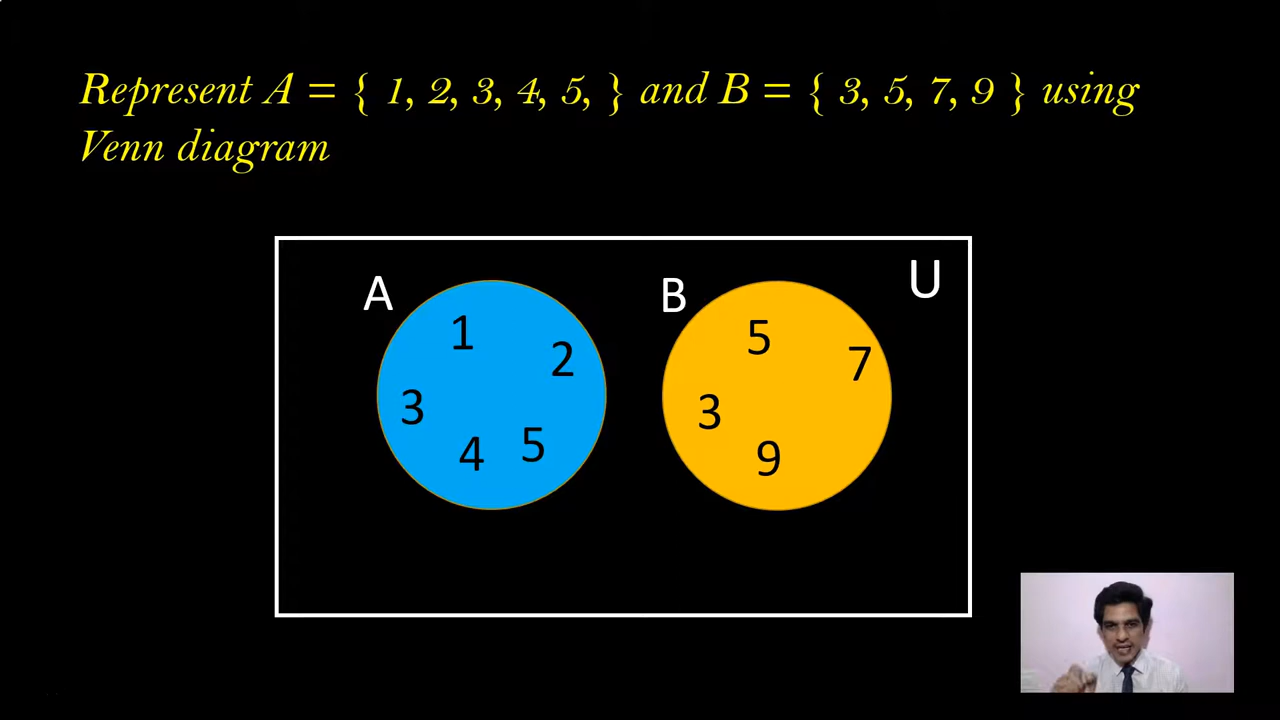 Represent A = { 1, 2, 3, 4, 5, } and B = { 3, 5, 7, 9 } using
Venn diagram
A B U
1 2 3 4 5
5 7 3 9